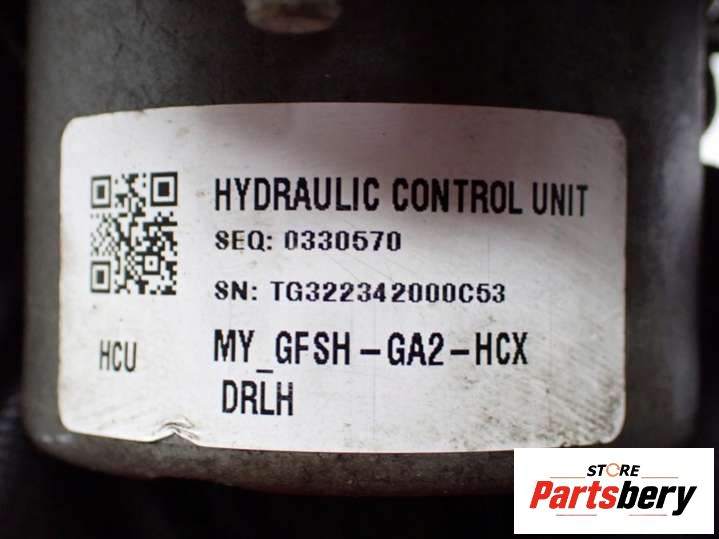 HYDRAULIC CONTROL UNIT
SEQ: 0330570
SN: TG322342000C53
HCU
MY_GFSH-GA2-HCX
DRLH
STORE
Partsbery